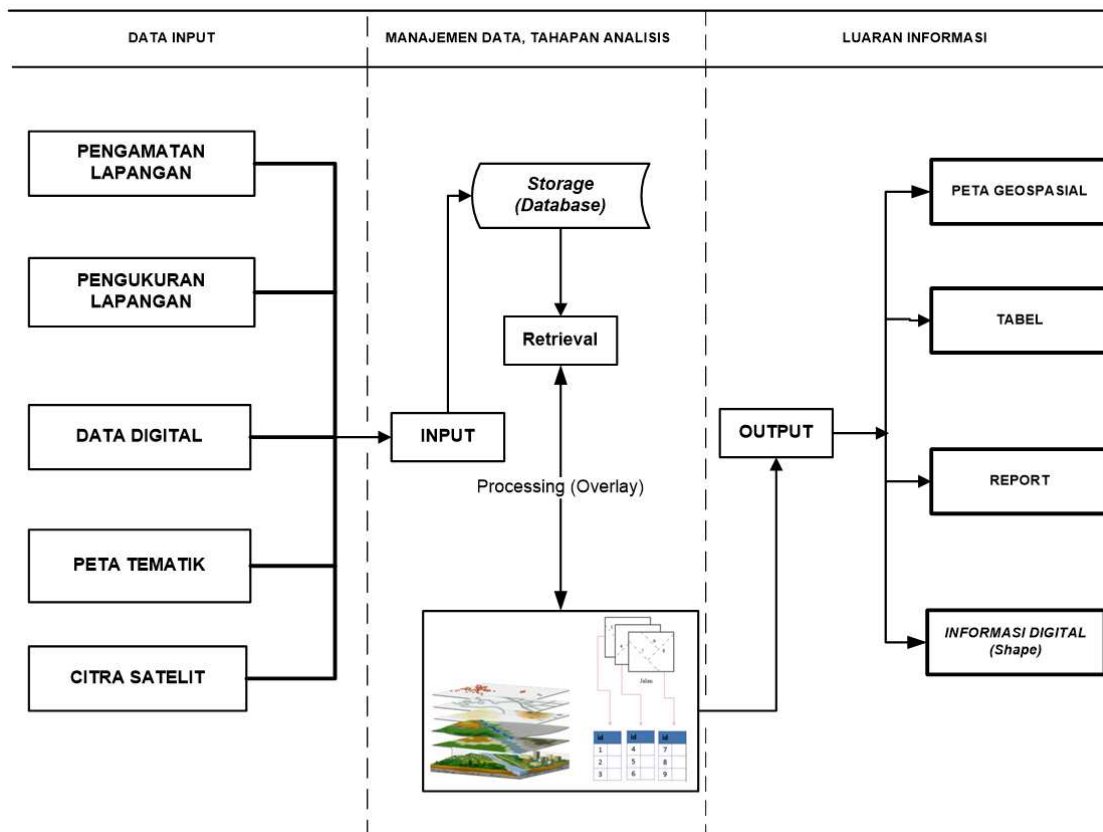 DATA INPUT
MANAJEMEN DATA, TAHAPAN ANALISIS
LUARAN INFORMASI
PENGAMATAN
LAPANGAN
PENGUKURAN
LAPANGAN
DATA DIGITAL
PETA TEMATIK
CITRA SATELIT
Storage
(Database)
Retrieval
INPUT
Processing (Overlay)
Jalan
id
1
2
3
id
4
5
6
id
7
8
9
OUTPUT
PETA GEOSPASIAL
TABEL
REPORT
INFORMASI DIGITAL
(Shape)